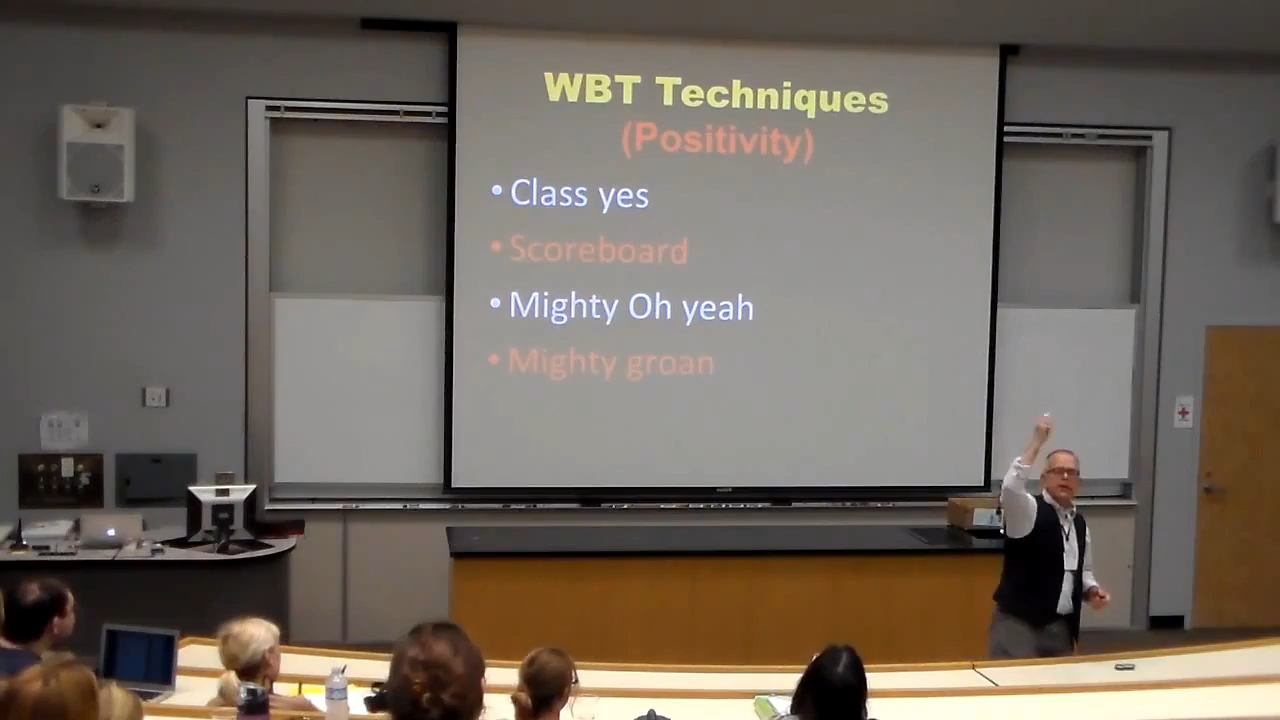 WBT Techniques
(Positivity)
• Class yes
• Scoreboard
• Mighty Oh yeah
• Mighty groan